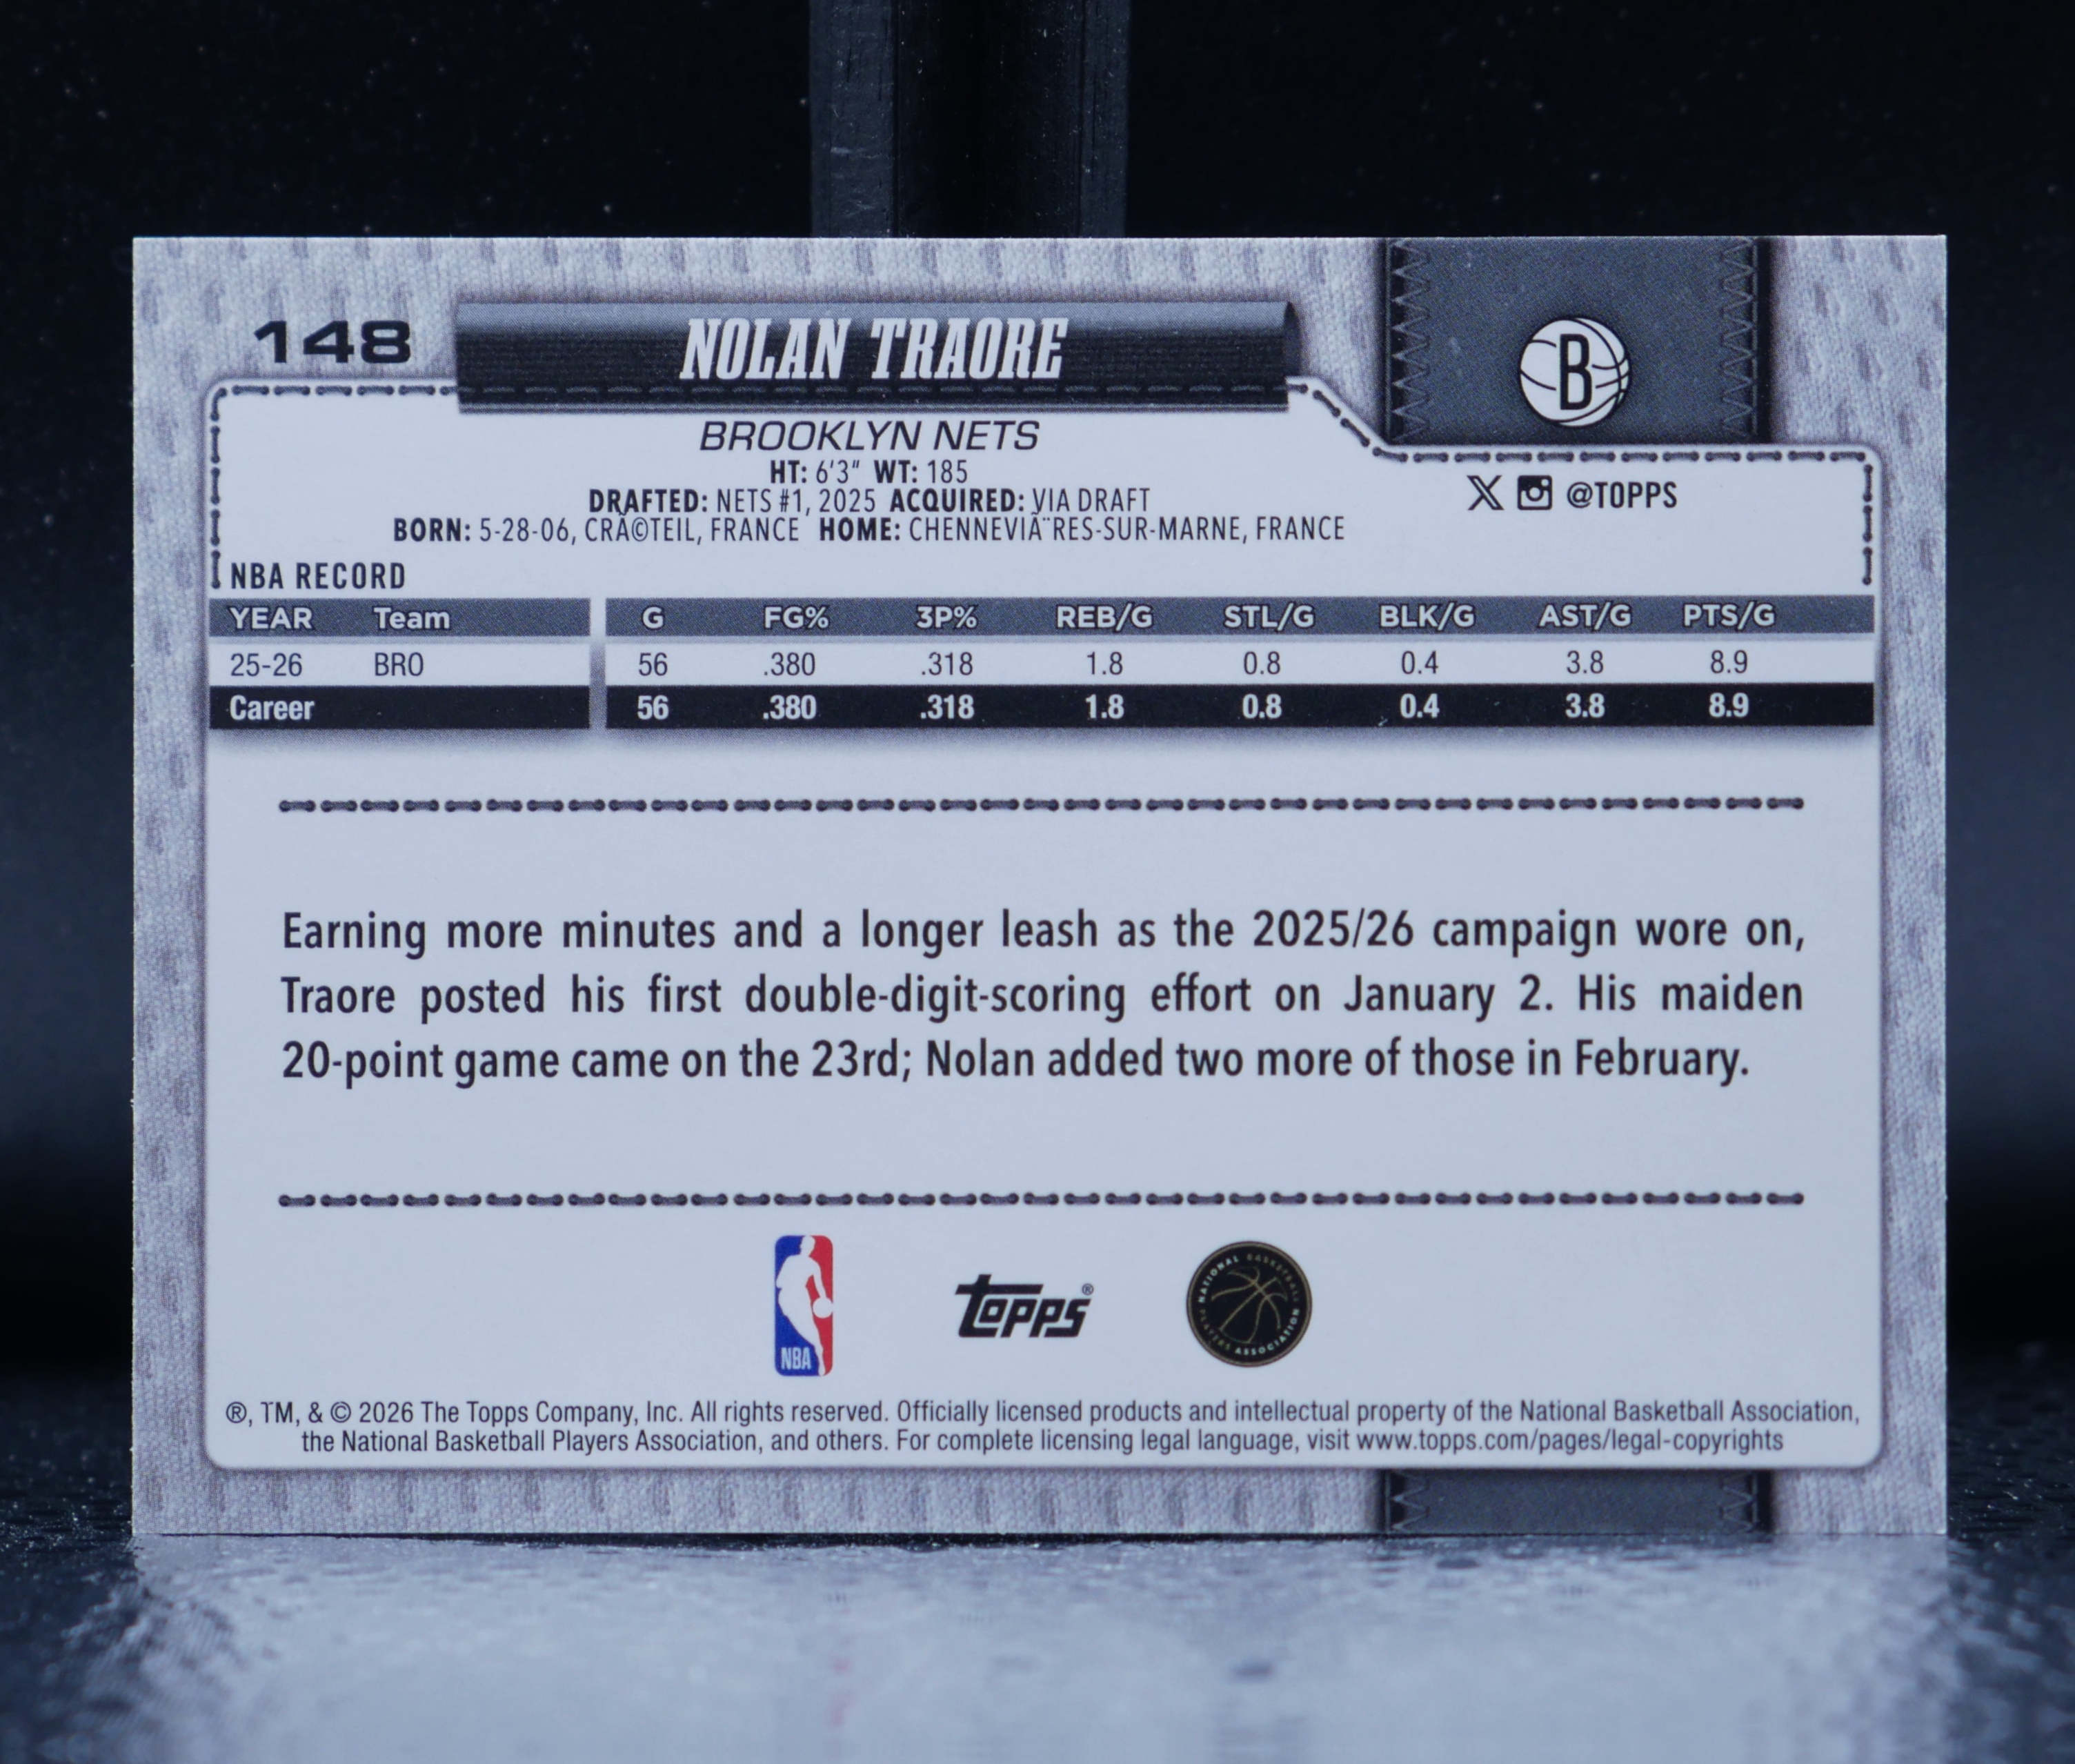 148
NOLAN TRAORE
B
BROOKLYN NETS
HT: 6'3" WT: 185
DRAFTED: NETS #1, 2025 ACQUIRED: VIA DRAFT
BORN: 5-28-06, CRÃ©TEIL, FRANCE HOME: CHENNEVIÃ¨RES-SUR-MARNE, FRANCE
X @TOPPS
NBA RECORD
YEAR Team G FG% 3P% REB/G STL/G BLK/G AST/G PTS/G
25-26 BRO 56 .380 .318 1.8 0.8 0.4 3.8 8.9
Career 56 .380 .318 1.8 0.8 0.4 3.8 8.9
Earning more minutes and a longer leash as the 2025/26 campaign wore on,
Traore posted his first double-digit-scoring effort on January 2. His maiden
20-point game came on the 23rd; Nolan added two more of those in February.
NBA
Topps®
NATIONAL BASKETBALL PLAYERS ASSOCIATION
®, TM, & © 2026 The Topps Company, Inc. All rights reserved. Officially licensed products and intellectual property of the National Basketball Association,
the National Basketball Players Association, and others. For complete licensing legal language, visit www.topps.com/pages/legal-copyrights